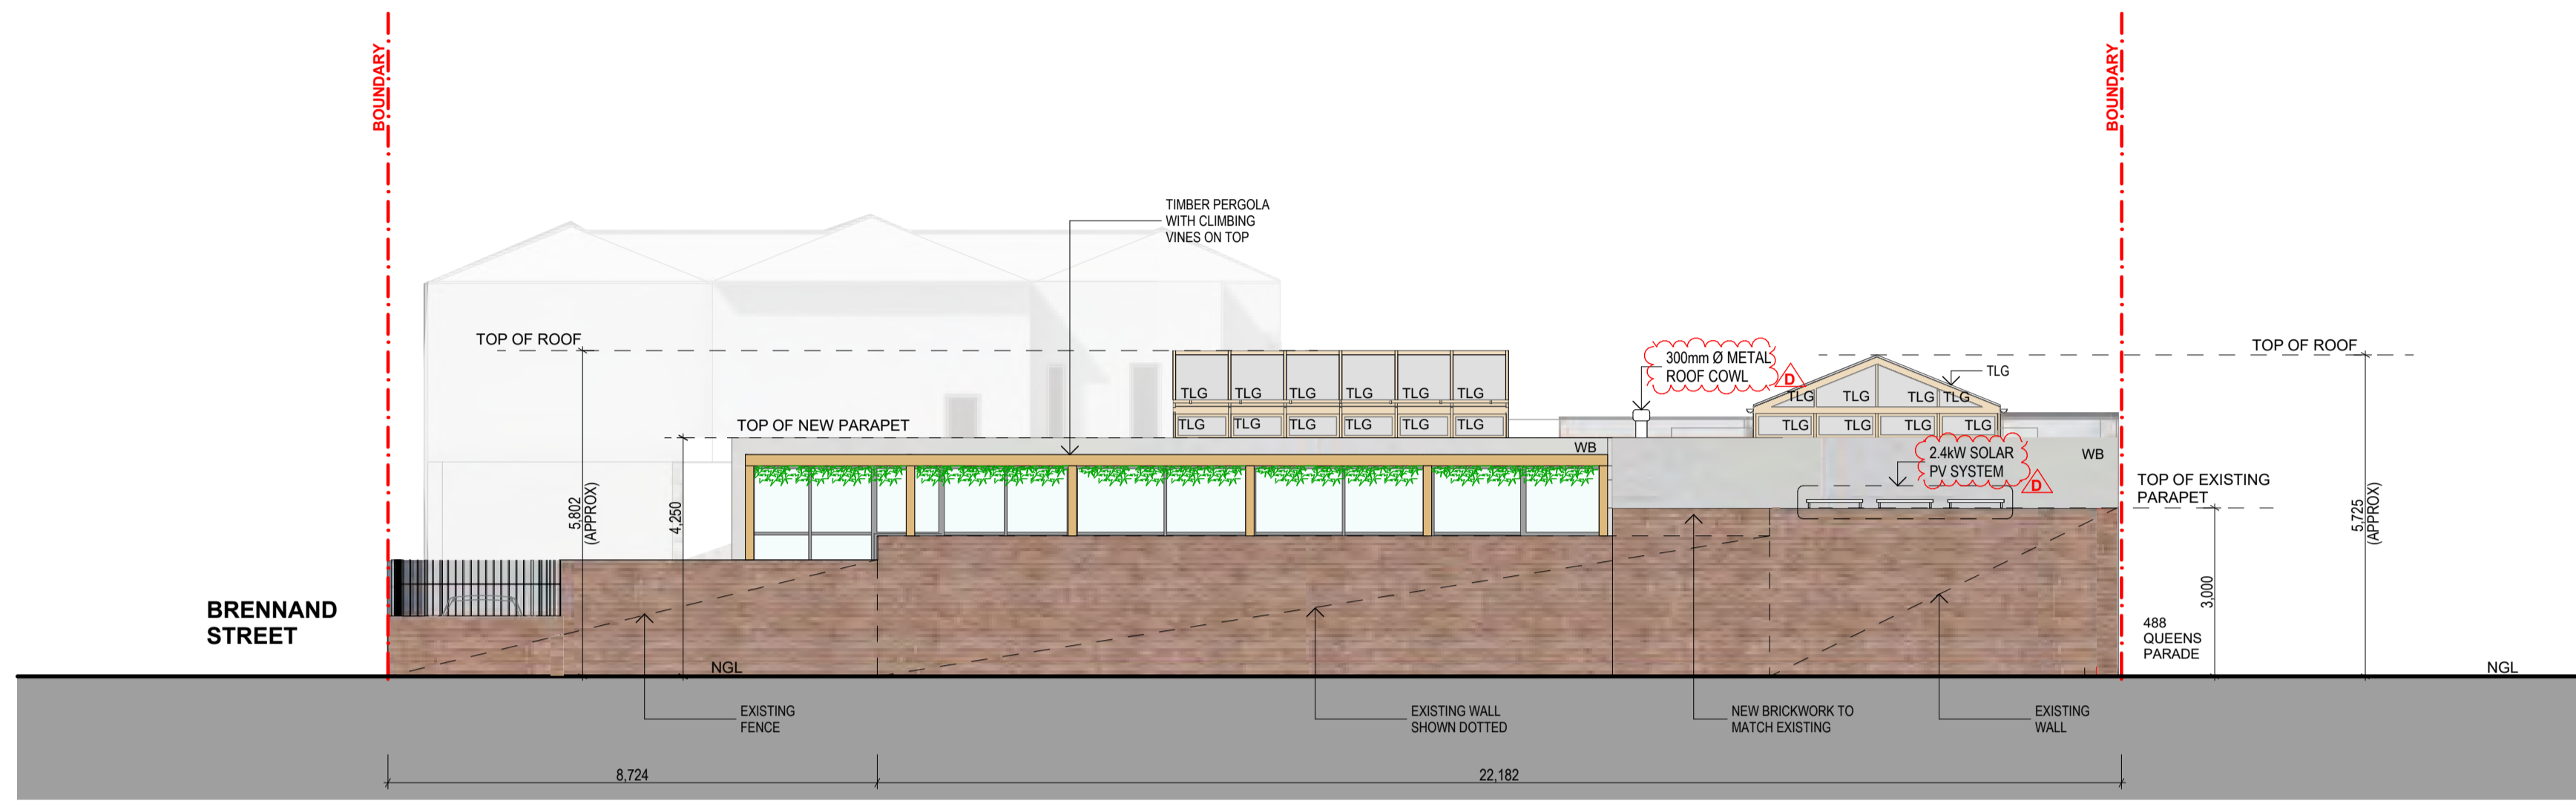 BOUNDARY
BOUNDARY
TIMBER PERGOLA
WITH CLIMBING
VINES ON TOP
TOP OF ROOF
TOP OF ROOF
300mm Ø METAL
ROOF COWL
D
TLG
TLG TLG TLG TLG TLG TLG
TLG TLG TLG TLG
TLG TLG TLG TLG TLG TLG
TLG TLG TLG TLG
TOP OF NEW PARAPET
WB
2.4kW SOLAR
PV SYSTEM
D
WB
TOP OF EXISTING
PARAPET
5,802
(APPROX)
4,250
5,725
(APPROX)
3,000
BRENNAND
STREET
488
QUEENS
PARADE
NGL
NGL
EXISTING
FENCE
EXISTING WALL
SHOWN DOTTED
NEW BRICKWORK TO
MATCH EXISTING
EXISTING
WALL
8,724
22,182